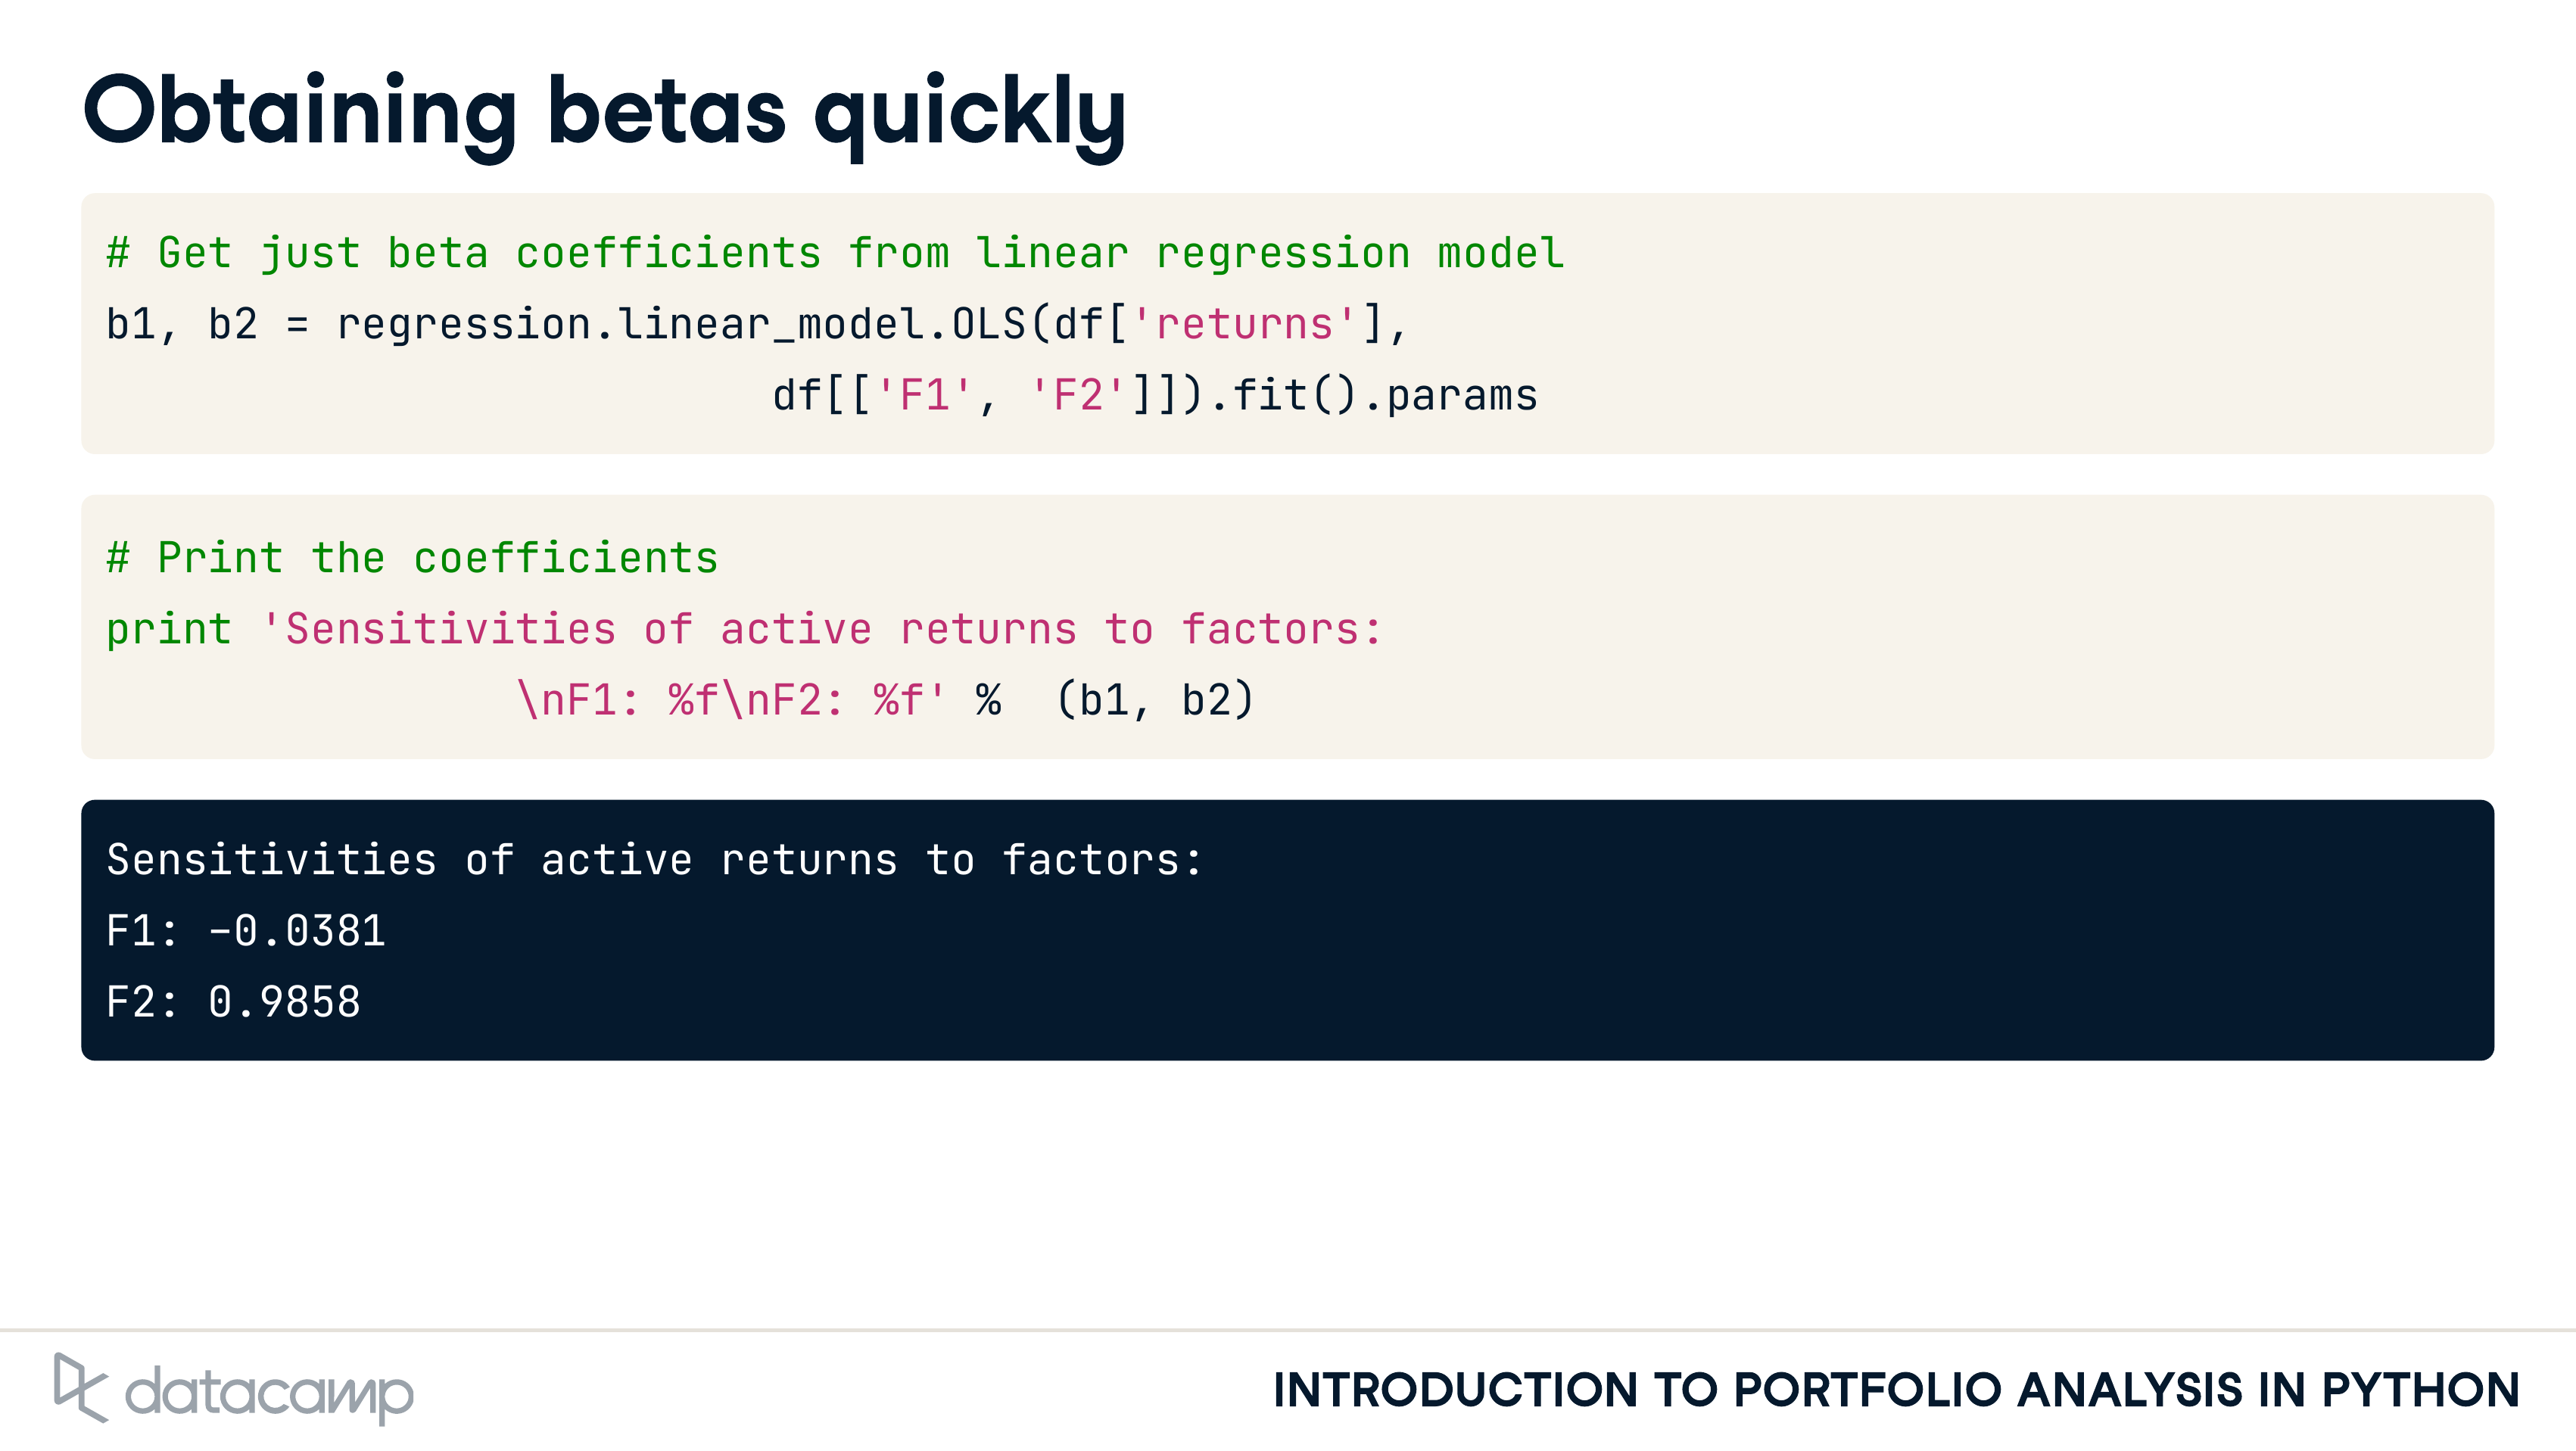 Obtaining betas quickly
# Get just beta coefficients from linear regression model
b1, b2 = regression.linear_model.OLS(df['returns'],
df[['F1', 'F2']]).fit().params
# Print the coefficients
print 'Sensitivities of active returns to factors:
\nF1: %f\nF2: %f' %  (b1, b2)
Sensitivities of active returns to factors:
F1: -0.0381
F2: 0.9858
datacamp
INTRODUCTION TO PORTFOLIO ANALYSIS IN PYTHON